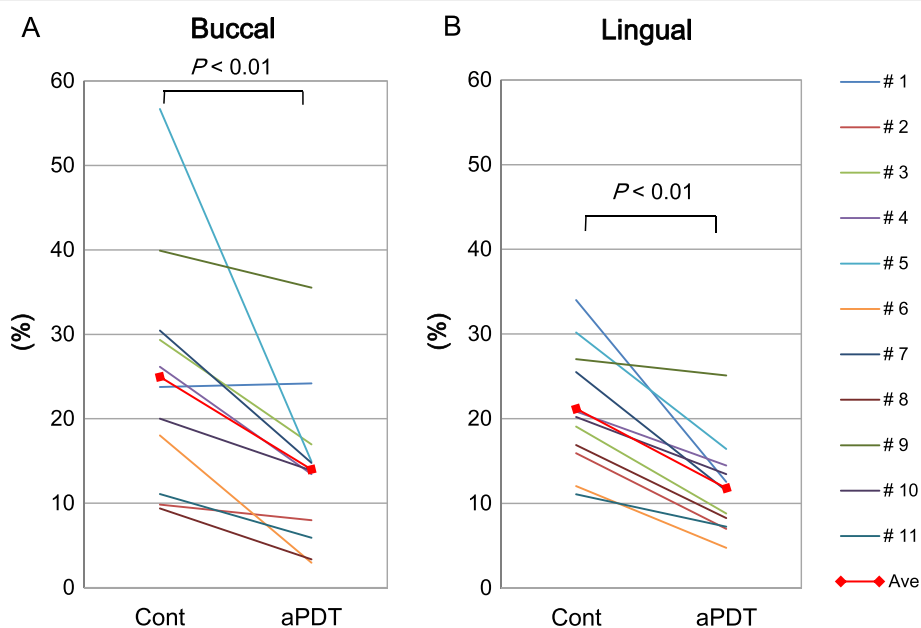 A
Buccal
P < 0.01
60
50
40
30
20
10
0
(%)
Cont
aPDT
B
Lingual
P < 0.01
60
50
40
30
20
10
0
(%)
Cont
aPDT
# 1
# 2
# 3
# 4
# 5
# 6
# 7
# 8
# 9
# 10
# 11
Ave